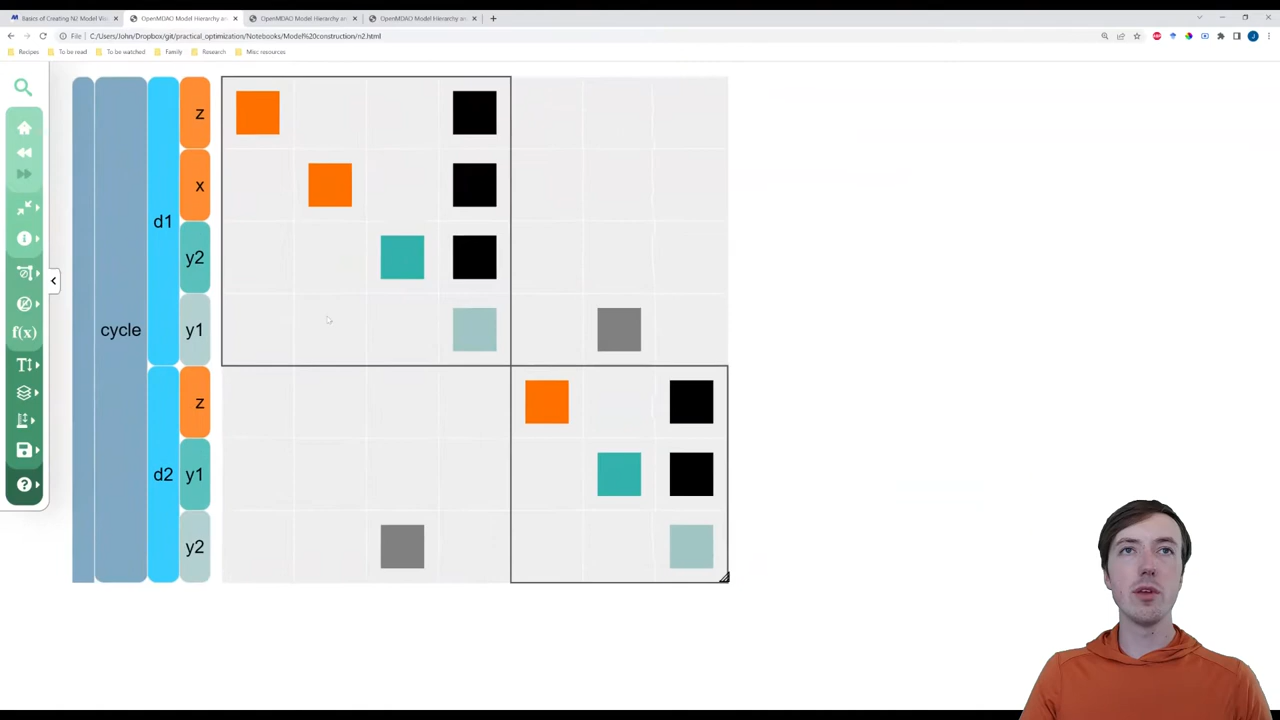 Basics of Creating N2 Model Vie
OpenMDAO Model Hierarchy an
OpenMDAO Model Hierarchy an
OpenMDAO Model Hierarchy an
File C:/Users/John/Dropbox/git/practical_optimization/Notebooks/Model%20construction/n2.html
Recipes To be read To be watched Family Research Misc resources
cycle
d1
z
x
y2
y1
d2
z
y1
y2
f(x)